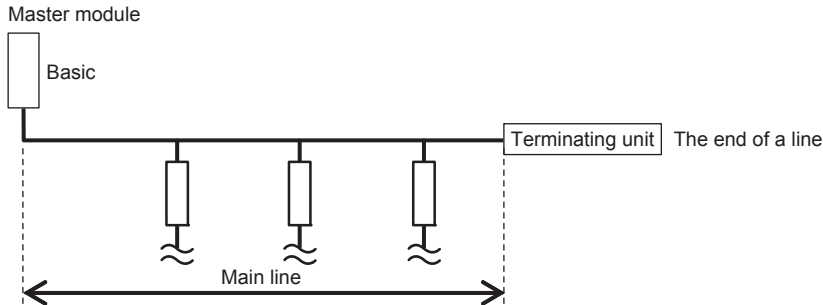 Master module
Basic
Terminating unit The end of a line
Main line